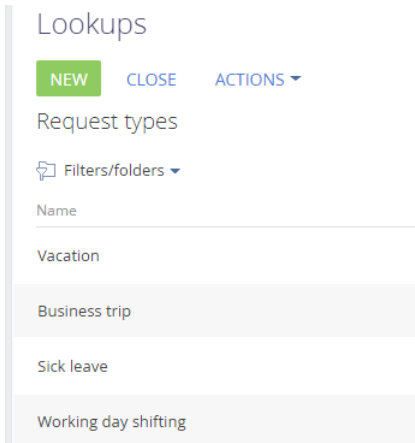 Lookups
NEW CLOSE ACTIONS
Request types
Filters/folders
Name
Vacation
Business trip
Sick leave
Working day shifting